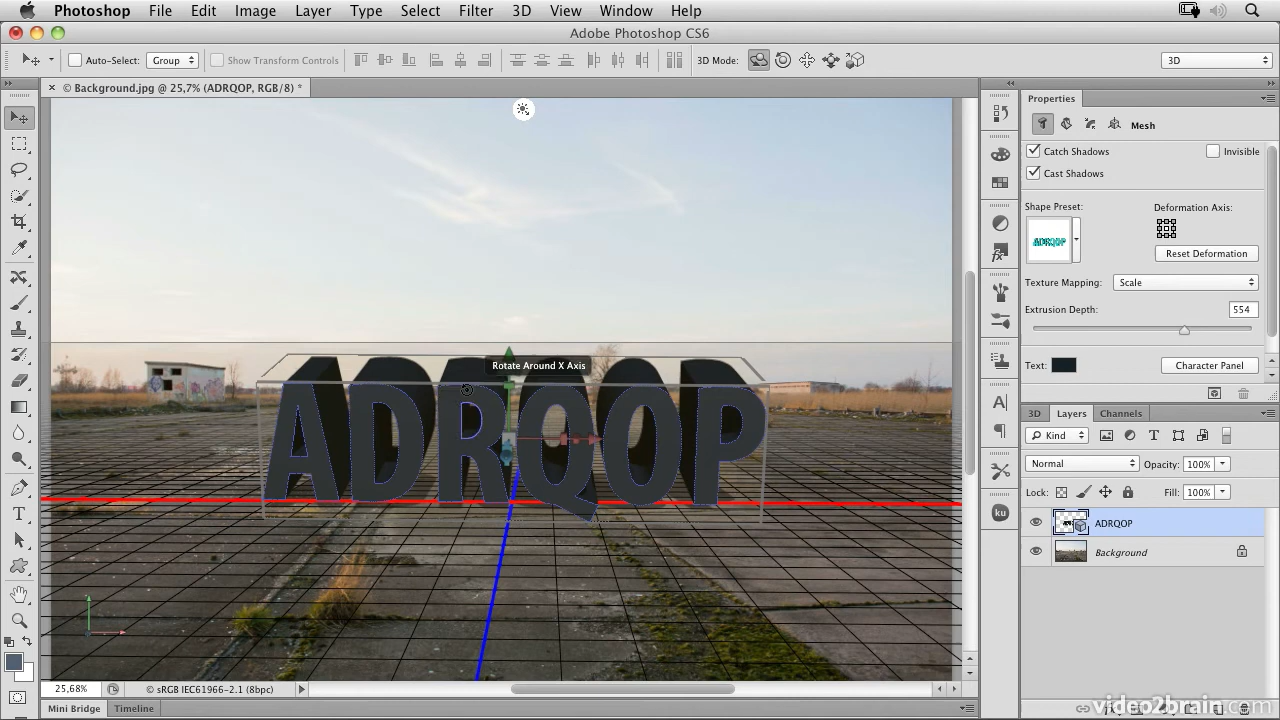 Photoshop File Edit Image Layer Type Select Filter 3D View Window Help
Adobe Photoshop CS6
Auto-Select: Group Show Transform Controls 3D Mode: 3D
© Background.jpg @ 25,7% (ADRQOP, RGB/8) *
Properties
Mesh
Catch Shadows Invisible
Cast Shadows
Shape Preset: Deformation Axis:
ADRQOP
Reset Deformation
Texture Mapping: Scale
Extrusion Depth: 554
Text: Character Panel
Rotate Around X Axis
ADRQOP
3D Layers Channels
Kind
Normal Opacity: 100%
Lock: Fill: 100%
ADRQOP
Background
ku
25,68% © sRGB IEC61966-2.1 (8bpc)
Mini Bridge Timeline
video2brain.com